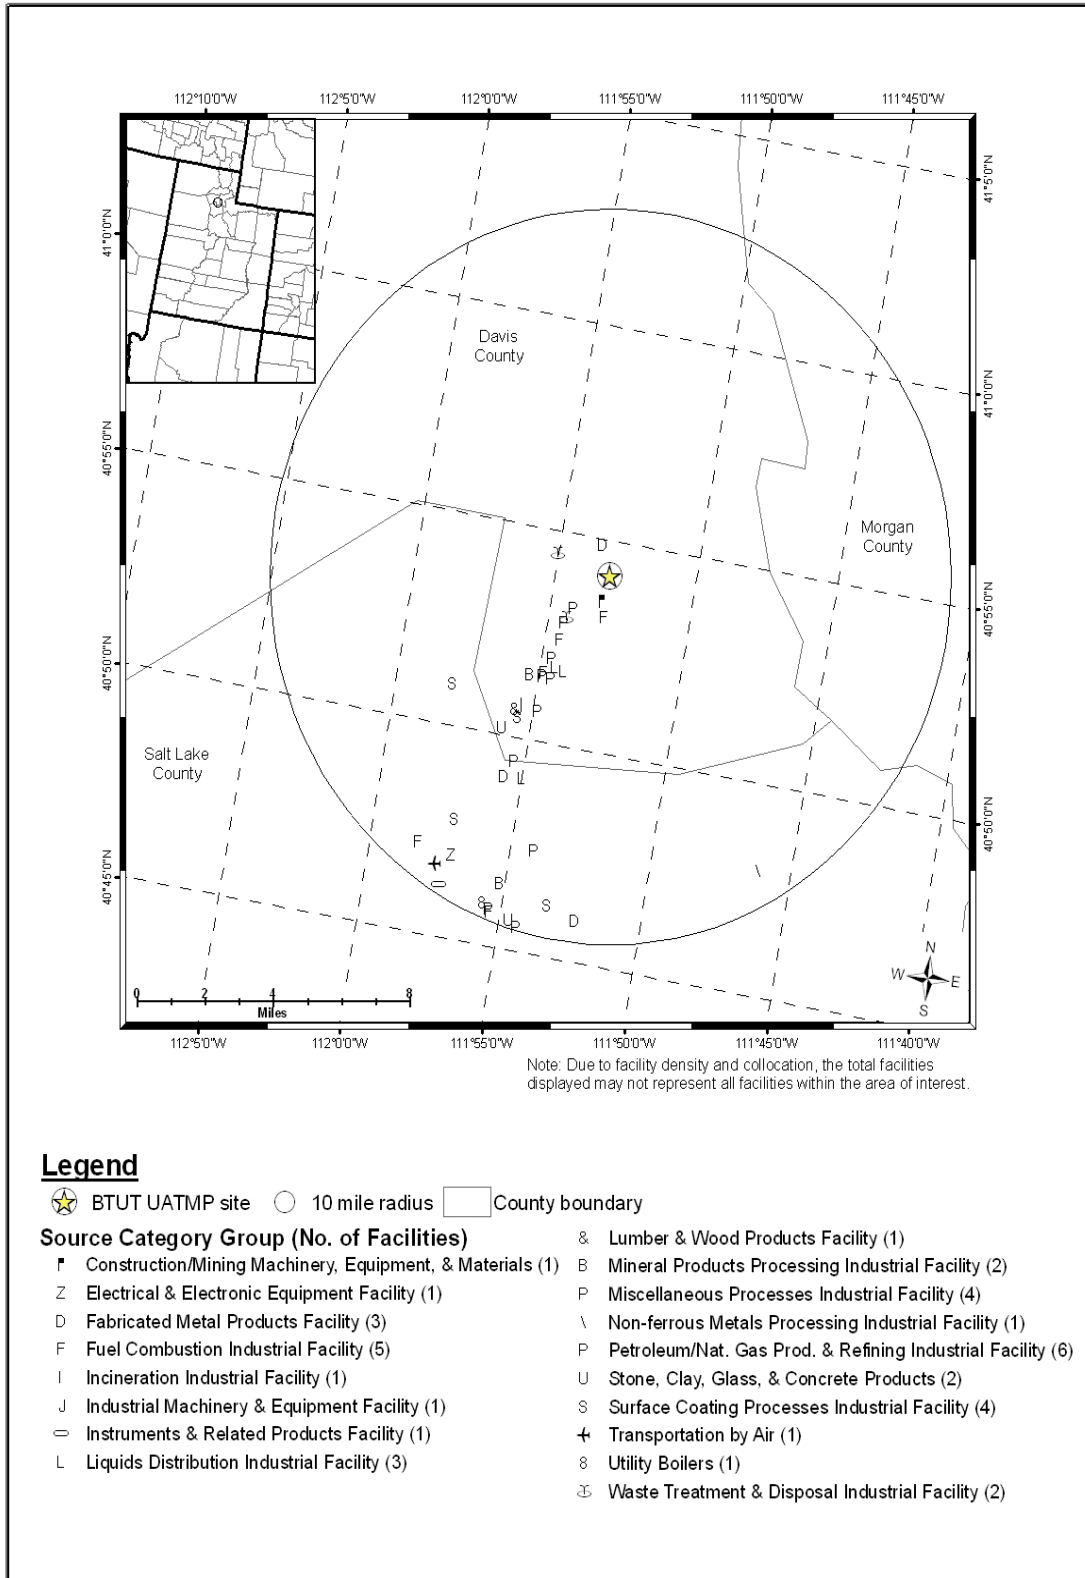 112°10'0"W 112°5'0"W 112°0'0"W 111°55'0"W 111°50'0"W 111°45'0"W
41°5'0"N
41°0'0"N
Davis
County
41°0'0"N
40°55'0"N
Morgan
County
D
F
P
40°55'0"N
P
F
F
40°50'0"N
P
L
L
B
P
S
&
P
S
U
Salt Lake
County
P
D
L
S
40°50'0"N
F
P
Z
40°45'0"N
\
B
8
S
U
P
D
N
W E
S
0 2 4 8
Miles
112°5'0"W 112°0'0"W 111°55'0"W 111°50'0"W 111°45'0"W 111°40'0"W
Note: Due to facility density and collocation, the total facilities
displayed may not represent all facilities within the area of interest.
Legend
BTUT UATMP site 10 mile radius County boundary
Source Category Group (No. of Facilities)
Construction/Mining Machinery, Equipment, & Materials (1)
Z Electrical & Electronic Equipment Facility (1)
D Fabricated Metal Products Facility (3)
F Fuel Combustion Industrial Facility (5)
I Incineration Industrial Facility (1)
J Industrial Machinery & Equipment Facility (1)
Instruments & Related Products Facility (1)
L Liquids Distribution Industrial Facility (3)
& Lumber & Wood Products Facility (1)
B Mineral Products Processing Industrial Facility (2)
P Miscellaneous Processes Industrial Facility (4)
\ Non-ferrous Metals Processing Industrial Facility (1)
P Petroleum/Nat. Gas Prod. & Refining Industrial Facility (6)
U Stone, Clay, Glass, & Concrete Products (2)
S Surface Coating Processes Industrial Facility (4)
Transportation by Air (1)
8 Utility Boilers (1)
Waste Treatment & Disposal Industrial Facility (2)